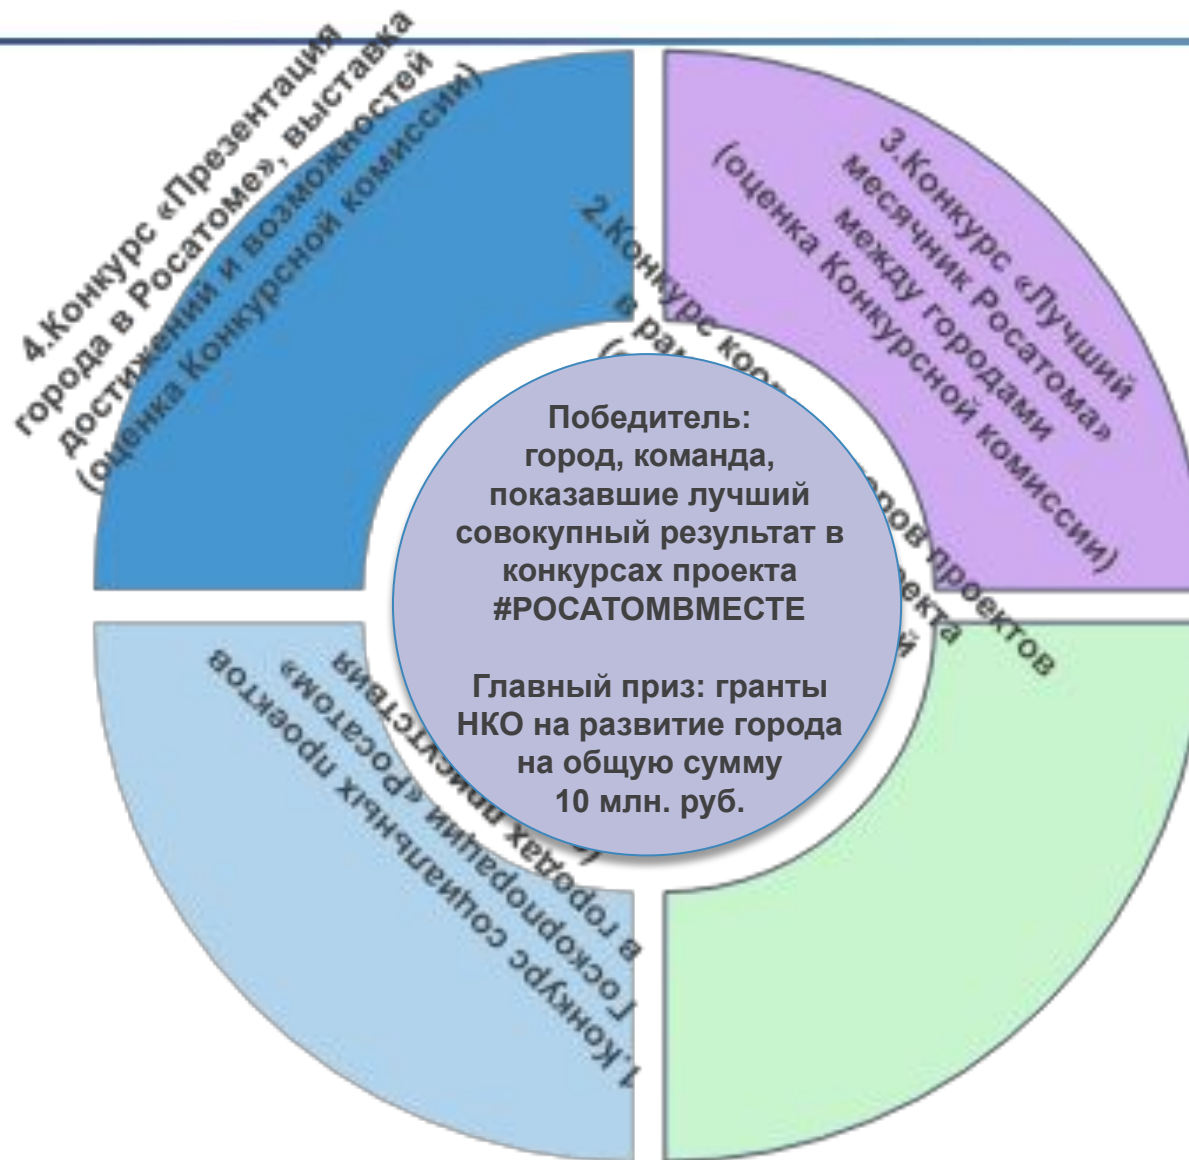 4.Конкурс «Презентация
города в Росатоме», выставка
достижений и возможностей
(оценка Конкурсной комиссии)
3.Конкурс «Лучший
месячник Росатома»
между городами
(оценка Конкурсной комиссии)
2.Конкурс проектов
в
Победитель:
город, команда,
показавшие лучший
совокупный результат в
конкурсах проекта
#РОСАТОМВМЕСТЕ
Главный приз: гранты
НКО на развитие города
на общую сумму
10 млн. руб.
1.Конкурс социальных проектов
Госкорпорации «Росатом»
в городах присутствия